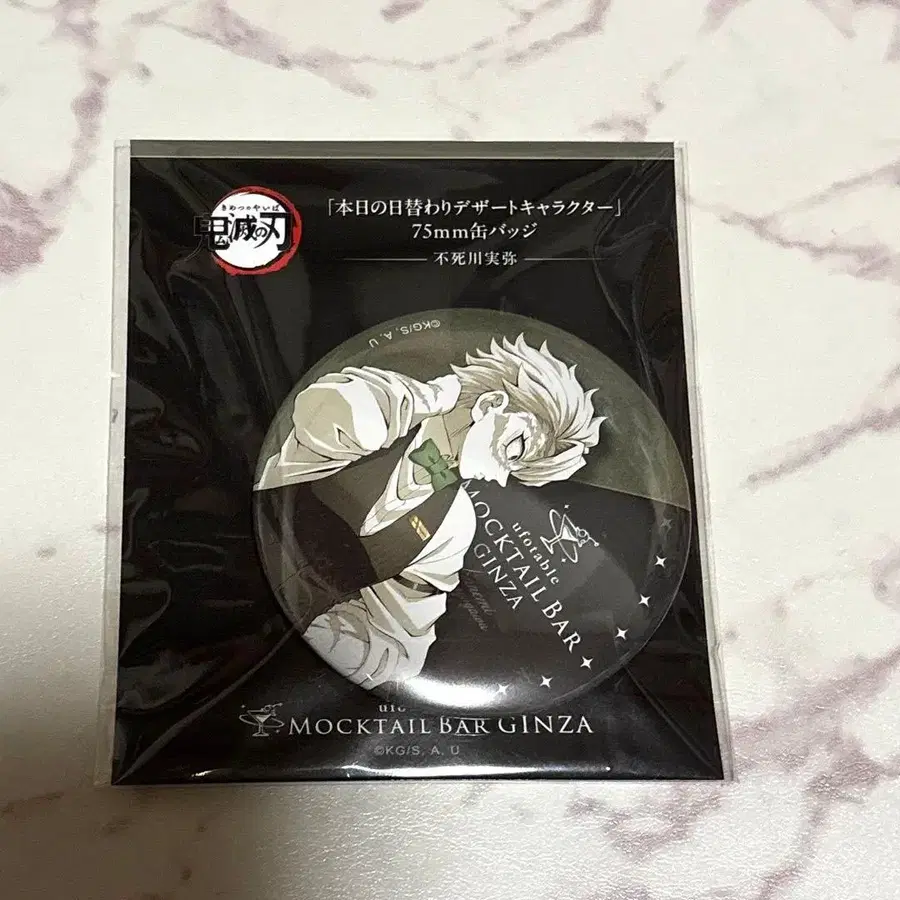 きめつのやいば
鬼滅の刃
「本日の日替わりデザートキャラクター」
75mm缶バッジ
不死川実弥
©KG/S, A. U
ufotable
MOCKTAIL BAR
GINZA
MOCKTAIL BAR GINZA
©KG/S, A. U